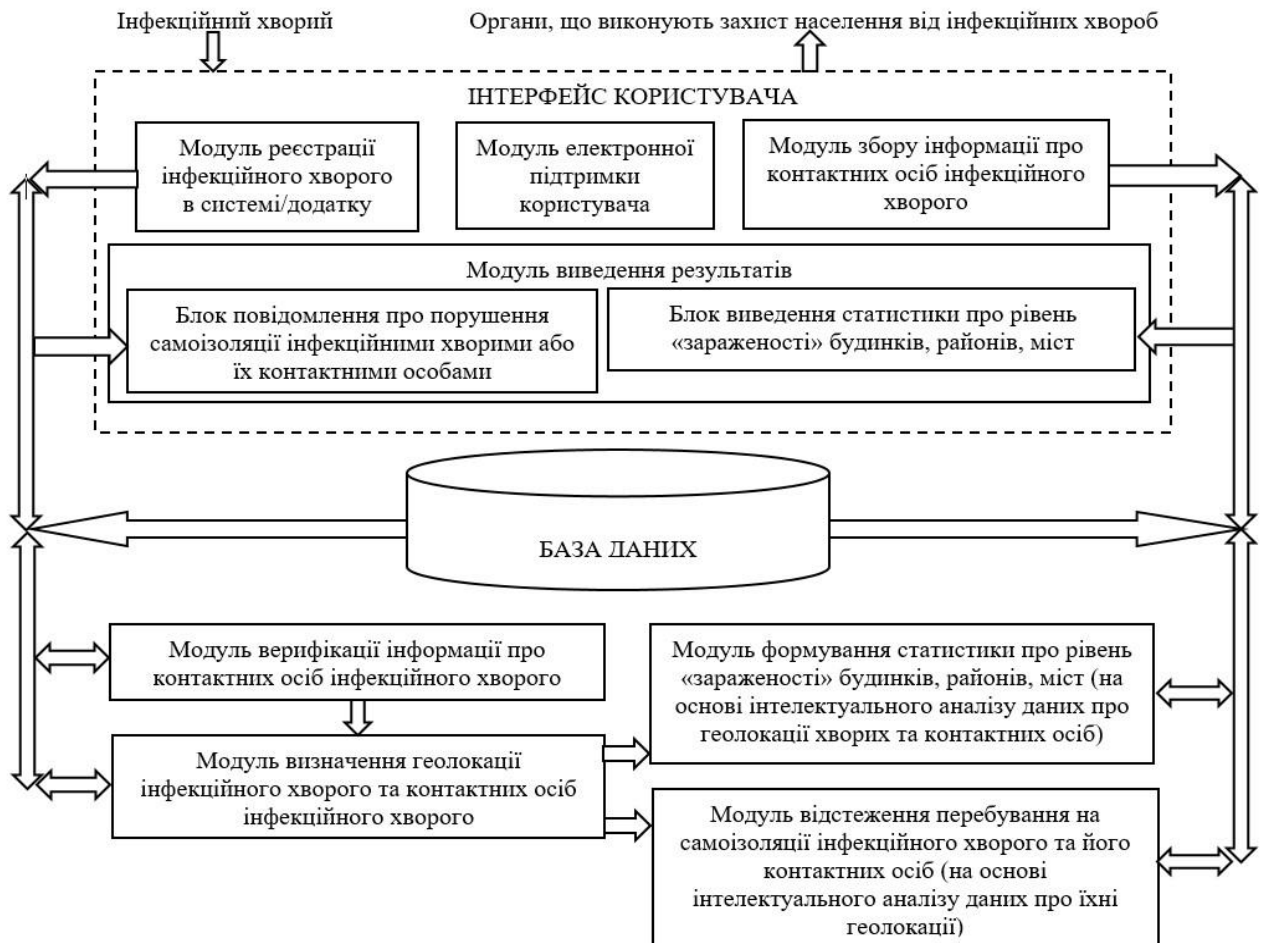 Інфекційний хворий
Органи, що виконують захист населення від інфекційних хвороб
ІНТЕРФЕЙС КОРИСТУВАЧА
Модуль реєстрації
інфекційного хворого
в системі/додатку
Модуль електронної
підтримки
користувача
Модуль збору інформації про
контактних осіб інфекційного
хворого
Модуль виведення результатів
Блок повідомлення про порушення
самоізоляції інфекційними хворими або
їх контактними особами
Блок виведення статистики про рівень
«зараженості» будинків, районів, міст
БАЗА ДАНИХ
Модуль верифікації інформації про
контактних осіб інфекційного хворого
Модуль визначення геолокації
інфекційного хворого та контактних осіб
інфекційного хворого
Модуль формування статистики про рівень
«зараженості» будинків, районів, міст (на
основі інтелектуального аналізу даних про
геолокації хворих та контактних осіб)
Модуль відстеження перебування на
самоізоляції інфекційного хворого та його
контактних осіб (на основі
інтелектуального аналізу даних про їхні
геолокації)